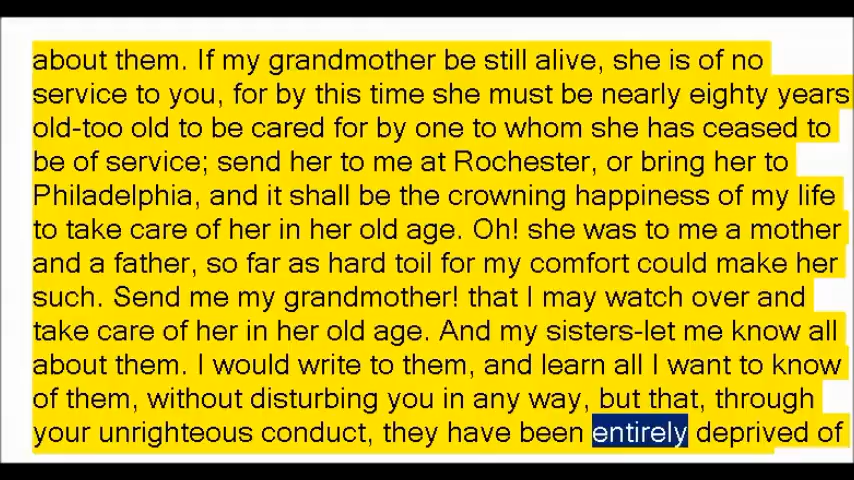 about them. If my grandmother be still alive, she is of no
service to you, for by this time she must be nearly eighty years
old-too old to be cared for by one to whom she has ceased to
be of service; send her to me at Rochester, or bring her to
Philadelphia, and it shall be the crowning happiness of my life
to take care of her in her old age. Oh! she was to me a mother
and a father, so far as hard toil for my comfort could make her
such. Send me my grandmother! that I may watch over and
take care of her in her old age. And my sisters-let me know all
about them. I would write to them, and learn all I want to know
of them, without disturbing you in any way, but that, through
your unrighteous conduct, they have been entirely deprived of